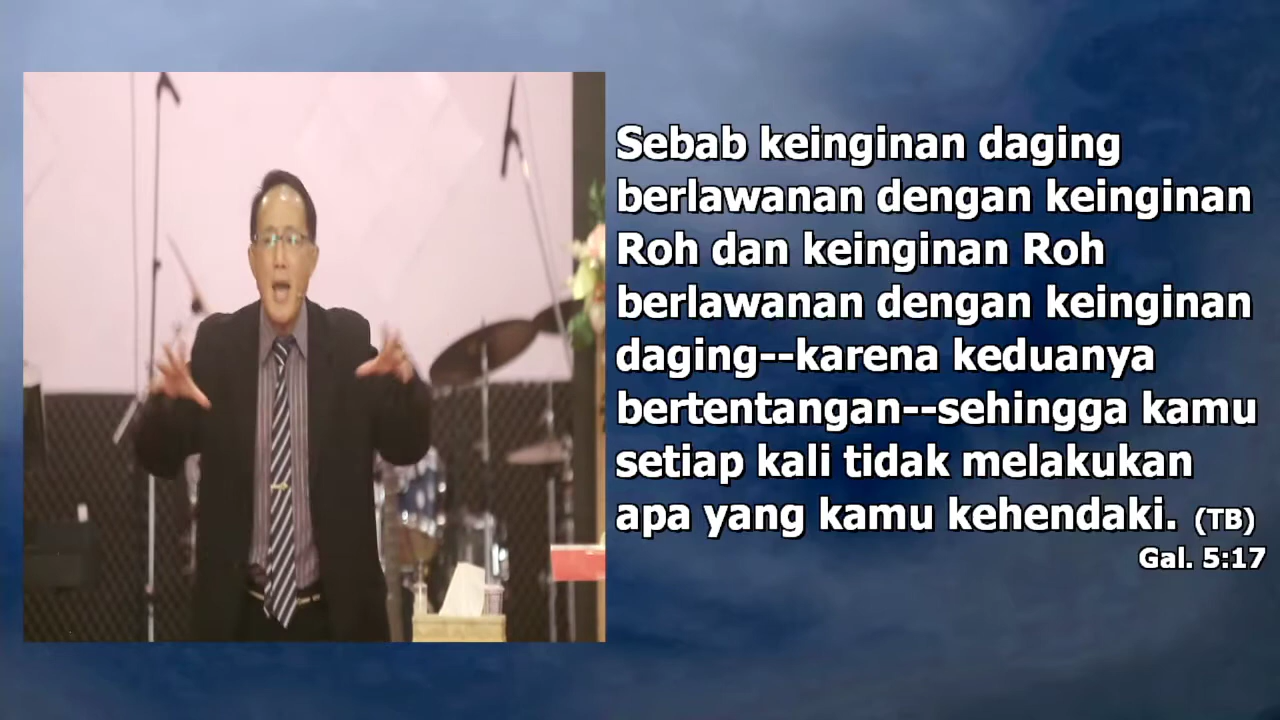 Sebab keinginan daging
berlawanan dengan keinginan
Roh dan keinginan Roh
berlawanan dengan keinginan
daging--karena keduanya
bertentangan--sehingga kamu
setiap kali tidak melakukan
apa yang kamu kehendaki. (TB)
Gal. 5:17